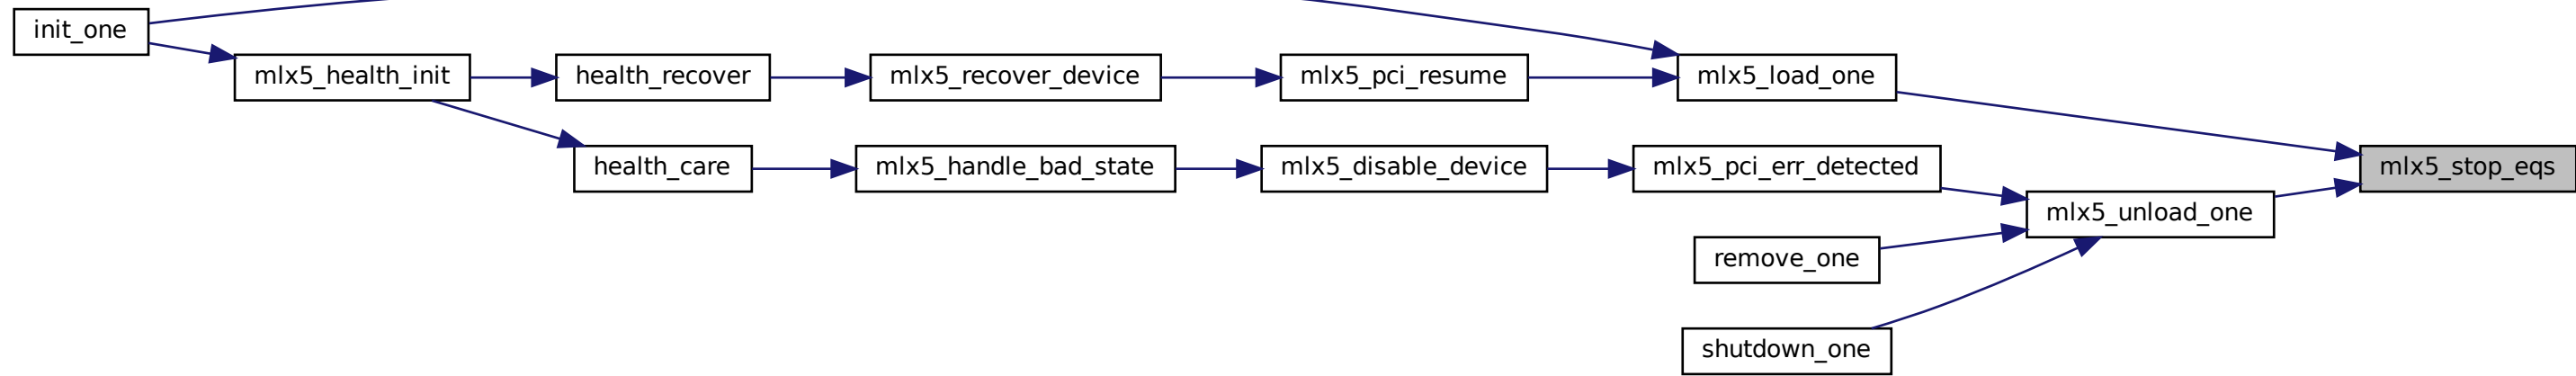 init_one
mlx5_health_init
health_recover
mlx5_recover_device
mlx5_pci_resume
mlx5_load_one
health_care
mlx5_handle_bad_state
mlx5_disable_device
mlx5_pci_err_detected
mlx5_stop_eqs
mlx5_unload_one
remove_one
shutdown_one